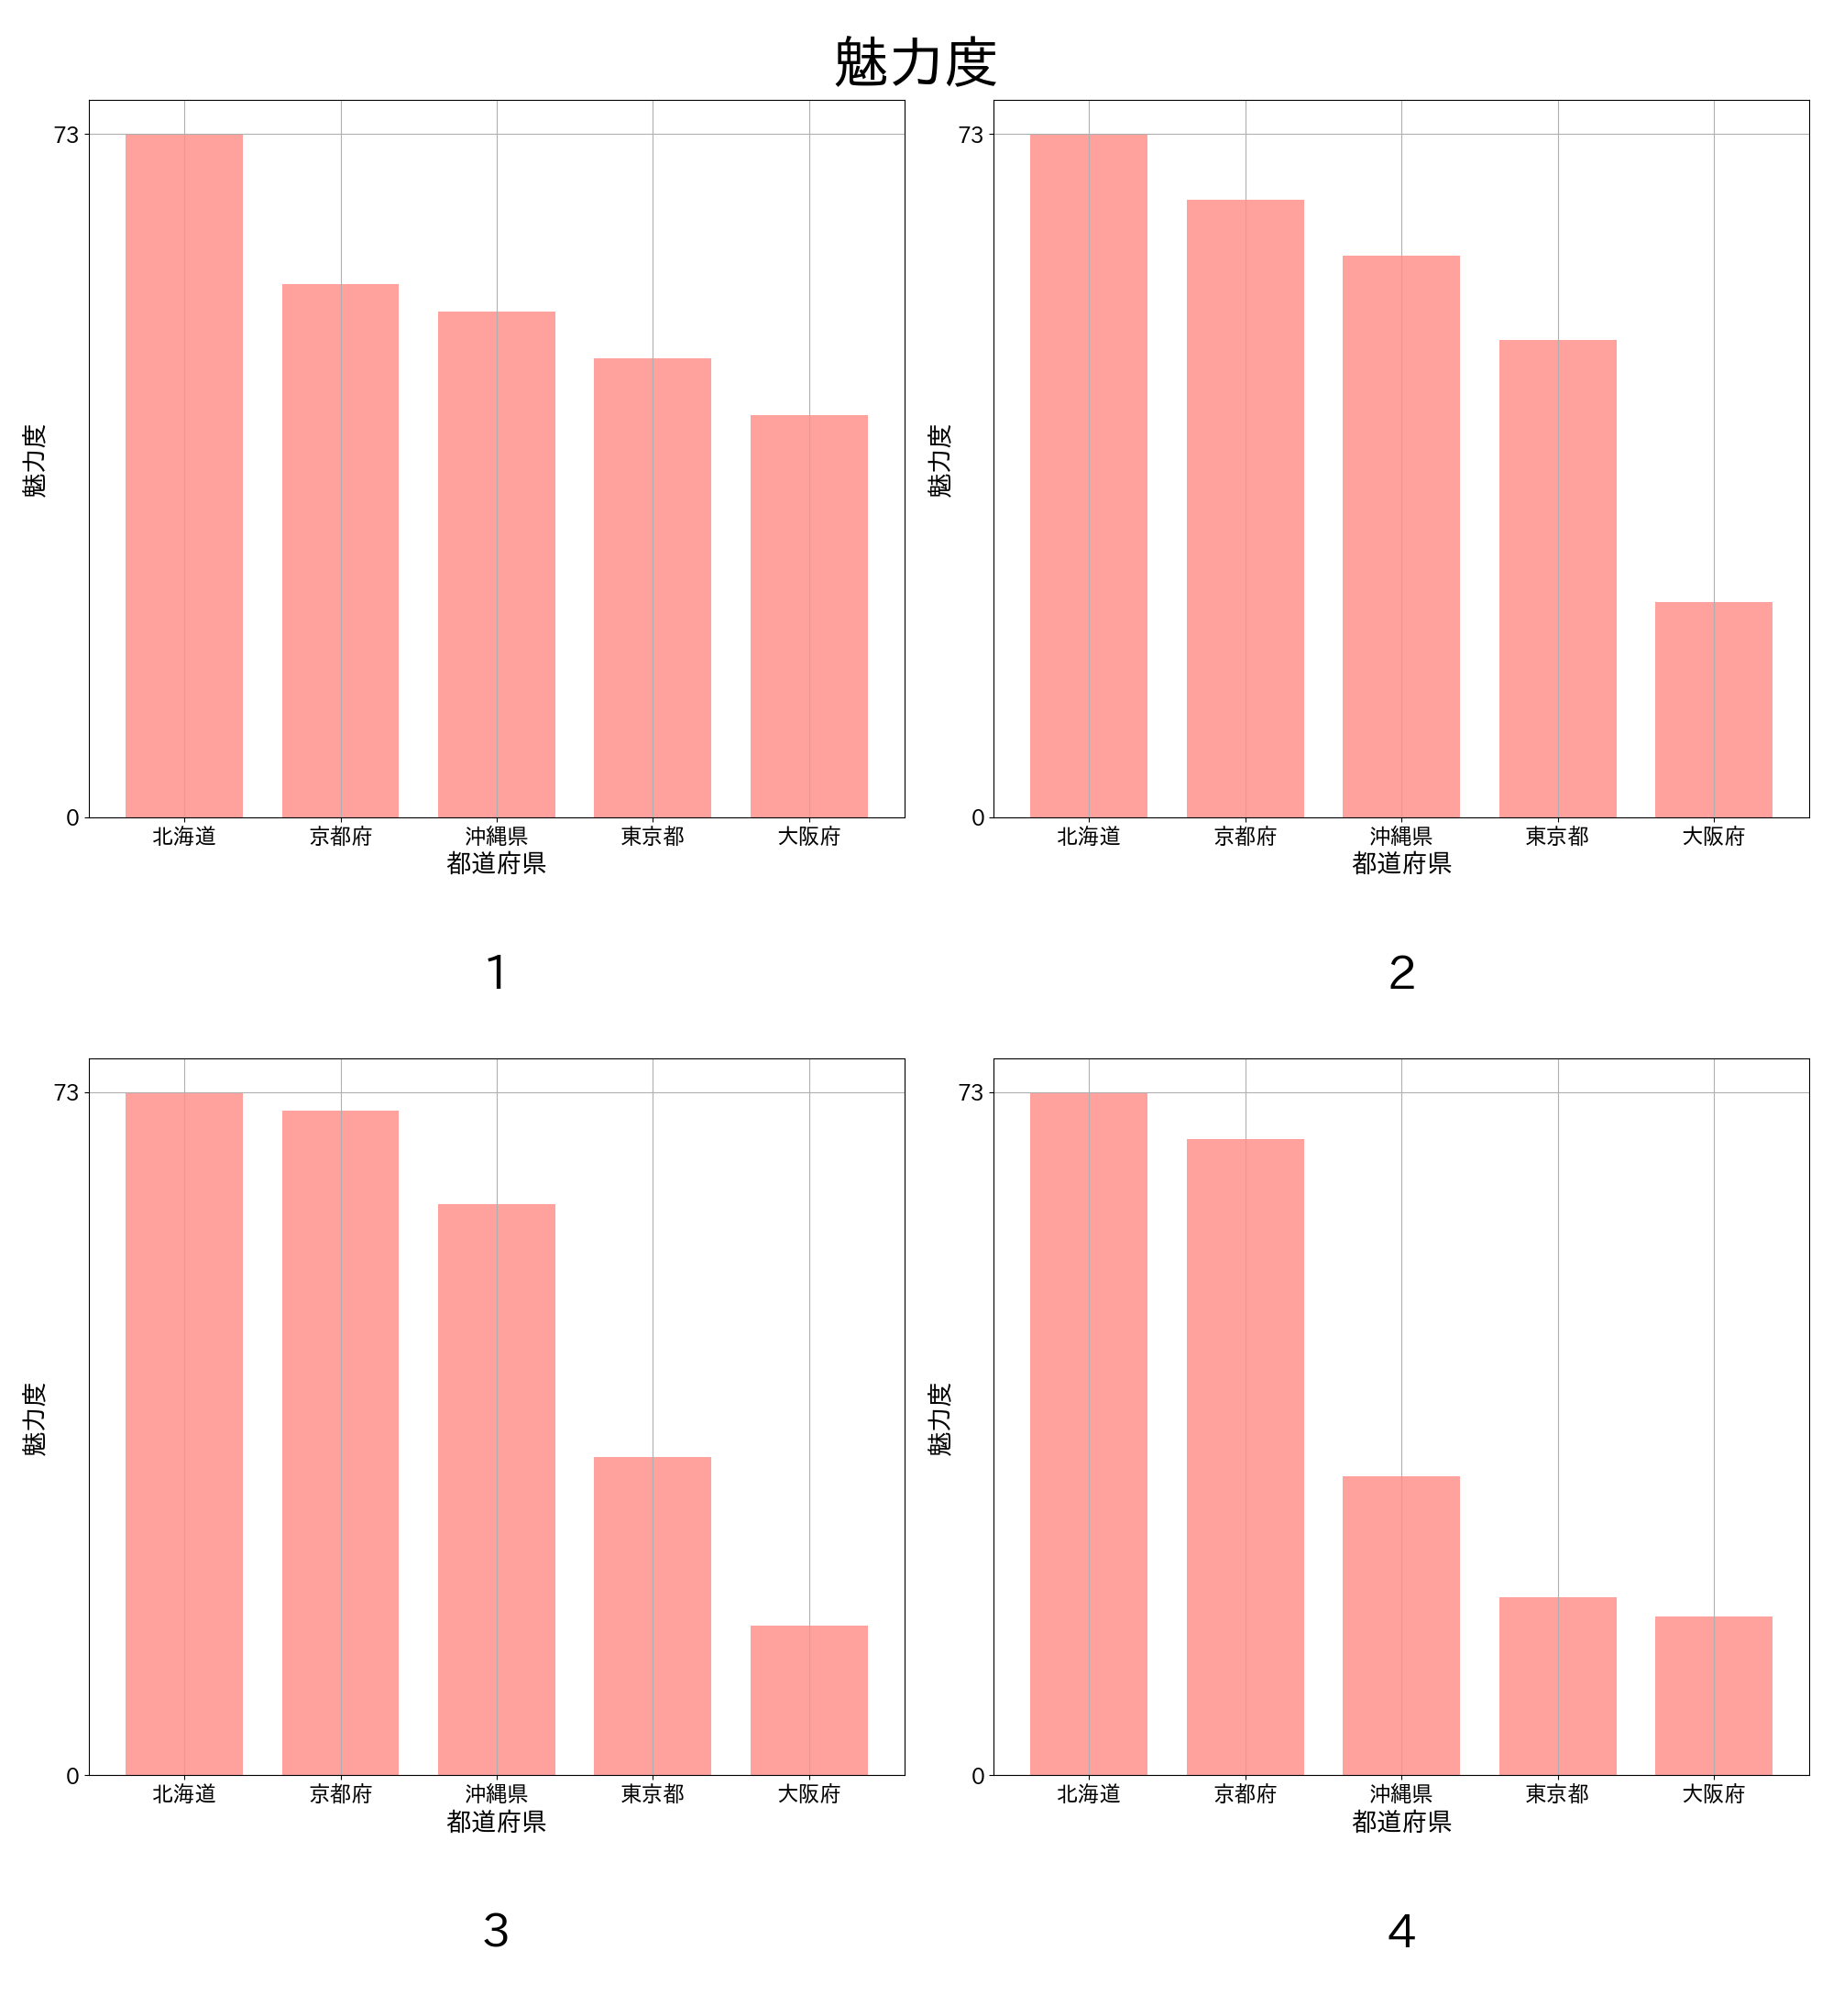 魅力度
73
0
魅力度
北海道 京都府 沖縄県 東京都 大阪府
都道府県
1
73
0
魅力度
北海道 京都府 沖縄県 東京都 大阪府
都道府県
2
73
0
魅力度
北海道 京都府 沖縄県 東京都 大阪府
都道府県
3
73
0
魅力度
北海道 京都府 沖縄県 東京都 大阪府
都道府県
4